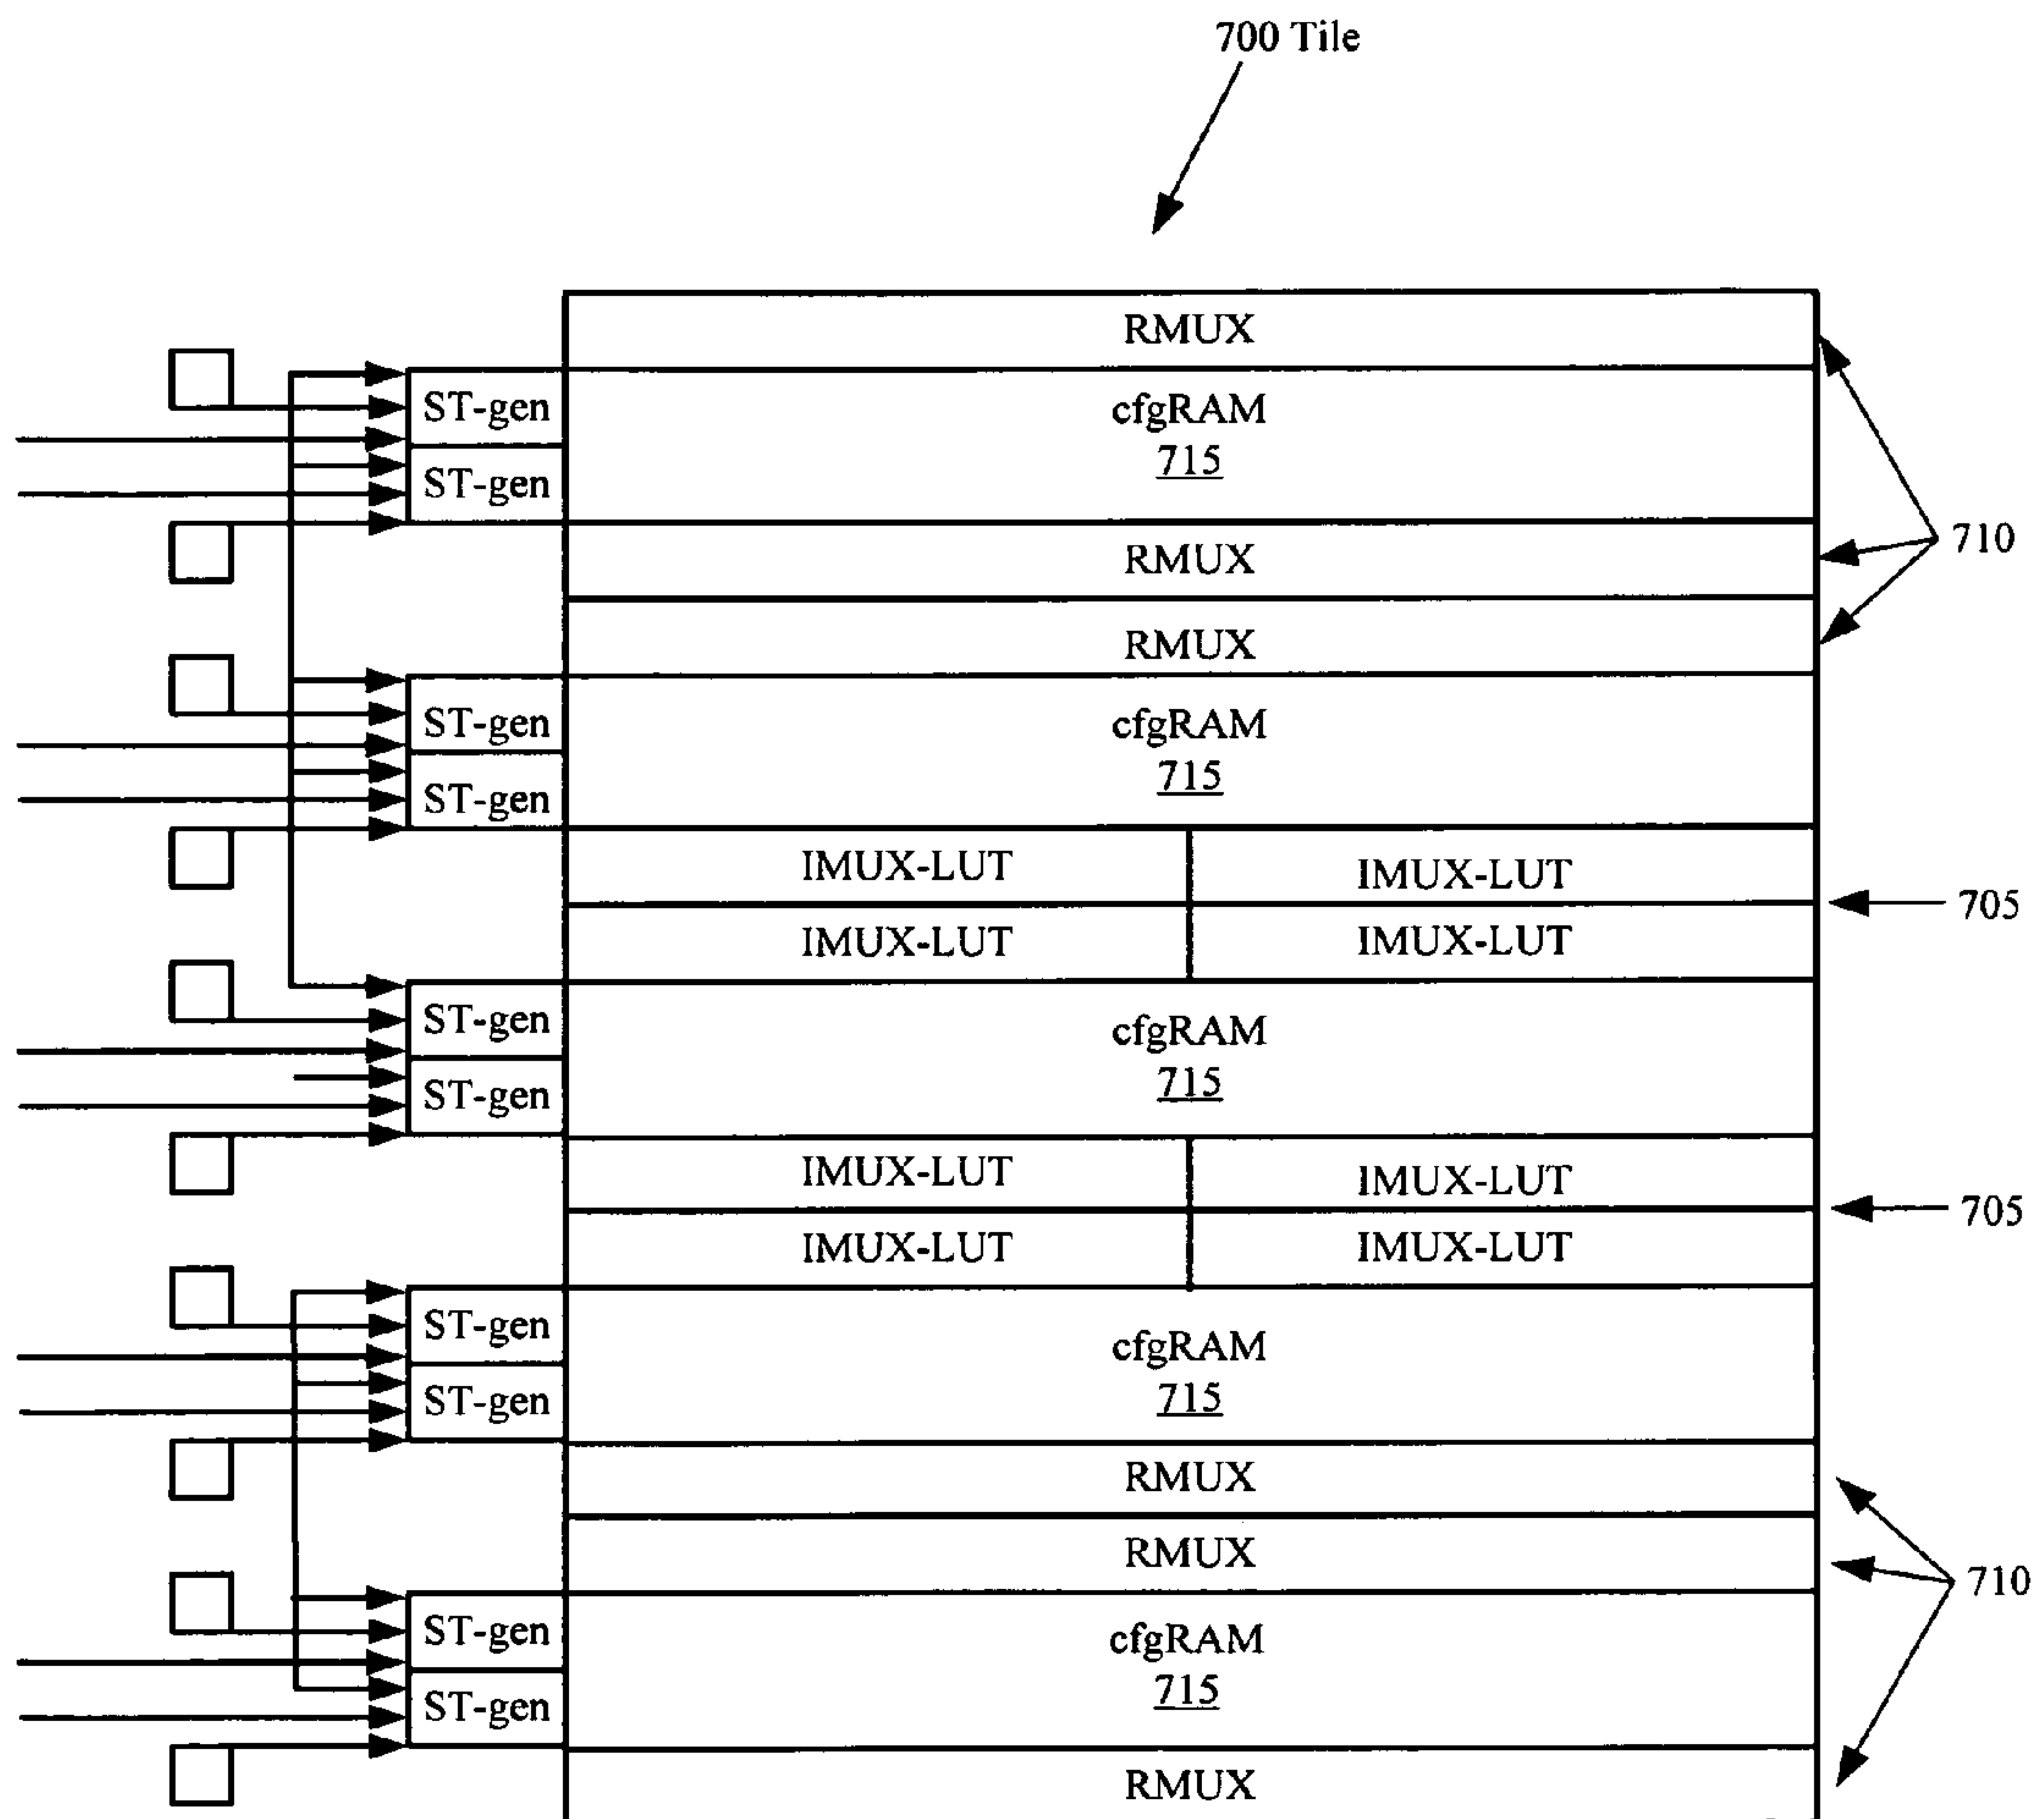 700 Tile
RMUX
ST-gen
cfgRAM
715
ST-gen
RMUX
710
RMUX
ST-gen
cfgRAM
715
ST-gen
IMUX-LUT IMUX-LUT
705
IMUX-LUT IMUX-LUT
ST-gen
cfgRAM
715
ST-gen
IMUX-LUT IMUX-LUT
705
IMUX-LUT IMUX-LUT
ST-gen
cfgRAM
715
ST-gen
RMUX
RMUX
710
ST-gen
cfgRAM
715
ST-gen
RMUX